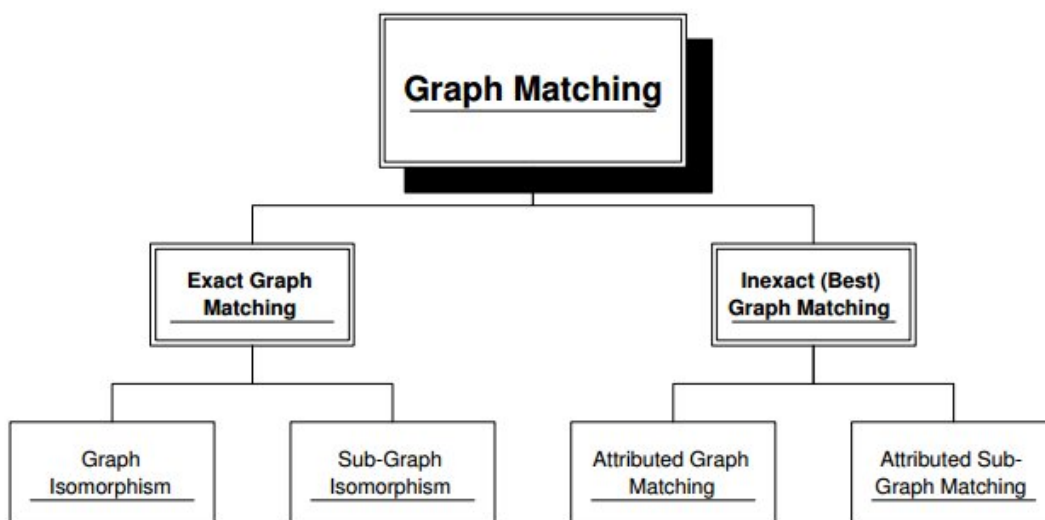 Graph Matching
Exact Graph
Matching
Inexact (Best)
Graph Matching
Graph
Isomorphism
Sub-Graph
Isomorphism
Attributed Graph
Matching
Attributed Sub-
Graph Matching